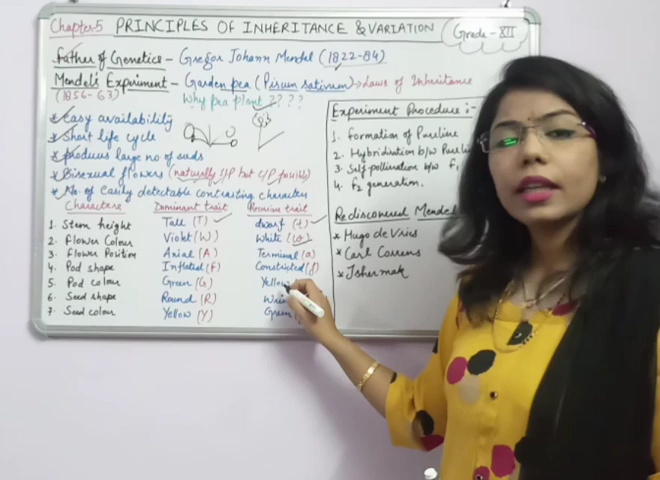 Chapter-5 PRINCIPLES OF INHERITANCE & VARIATION
Grade-XII
Father of Genetics - Gregor Johann Mendel (1822-84)
Mendel's Experiment - Garden pea (Pisum sativum) → Laws of Inheritance
(1856-63)
Why pea plant ????
* Easy availability
* Short life cycle
* produces large no of seeds
* Bisexual flowers (naturally S/P but C/P possible)
* No. of easily detectable contrasting characters
Characters Dominant trait Recessive trait
1. Stem height Tall (T) dwarf (t)
2. Flower Colour Violet (W) White (w)
3. Flower Position Axial (A) Terminal (a)
4. Pod shape Inflated (F) Constricted (f)
5. Pod colour Green (G) Yellow
6. Seed shape Round (R)
7. Seed colour Yellow (Y) Green
Experiment Procedure :-
1. Formation of Pureline
2. Hybridisation b/w Pureline
3. Self-pollination b/w F1
4. F2 generation.
Rediscovered Mendel
* Hugo de Vries
* Carl Correns
* Tshermak